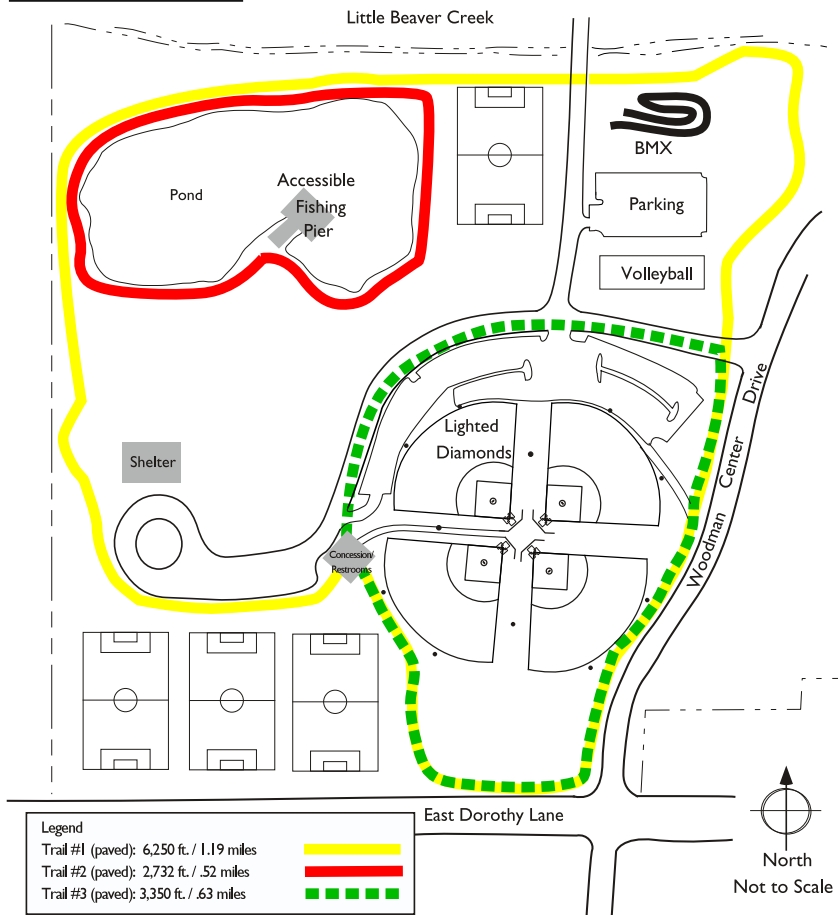 Little Beaver Creek
BMX
Accessible
Fishing
Pier
Pond
Parking
Volleyball
Lighted
Diamonds
Shelter
Concession/
Restrooms
Woodman Center Drive
East Dorothy Lane
Legend
Trail #1 (paved): 6,250 ft. / 1.19 miles
Trail #2 (paved): 2,732 ft. / .52 miles
Trail #3 (paved): 3,350 ft. / .63 miles
North
Not to Scale